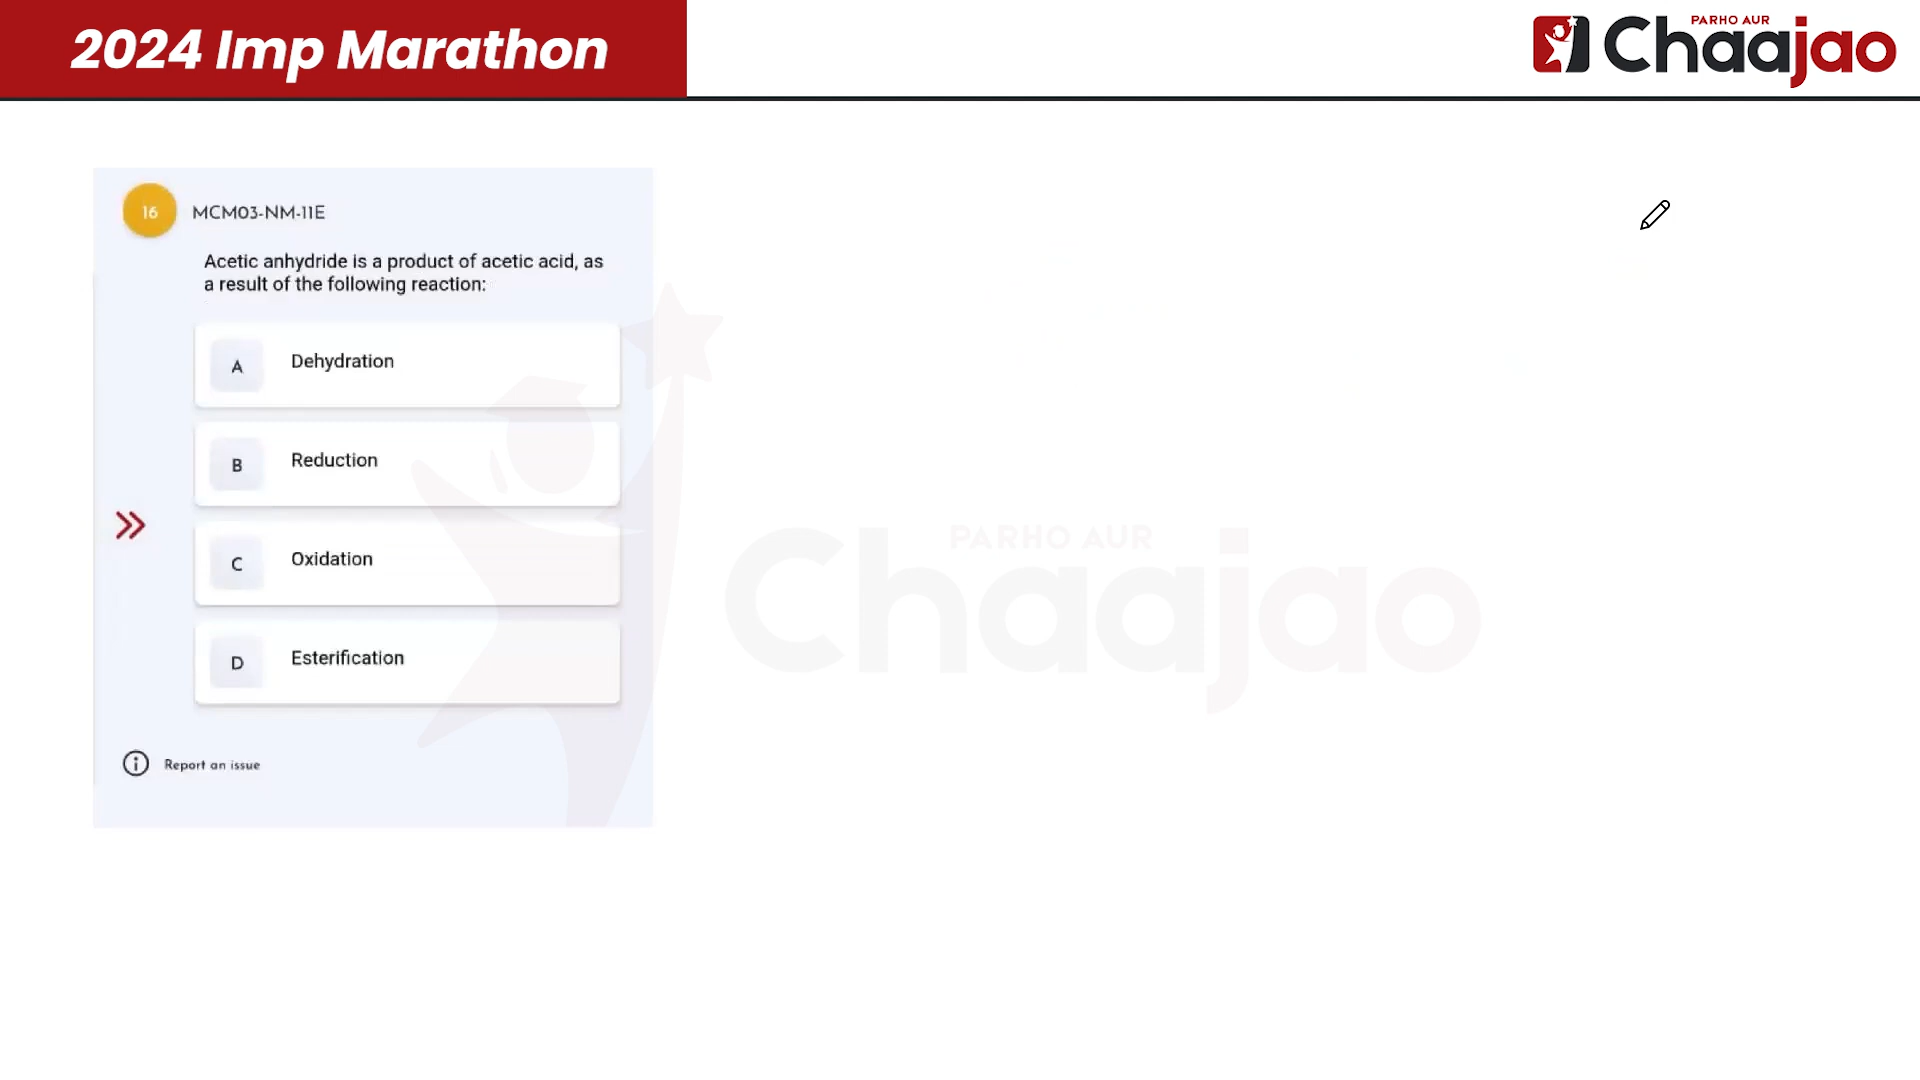 2024 Imp Marathon
PARHO AUR
Chaajao
16
MCM03-NM-11E
Acetic anhydride is a product of acetic acid, as
a result of the following reaction:
A
Dehydration
B
Reduction
C
Oxidation
D
Esterification
Report an issue
PARHO AUR
Chaajao